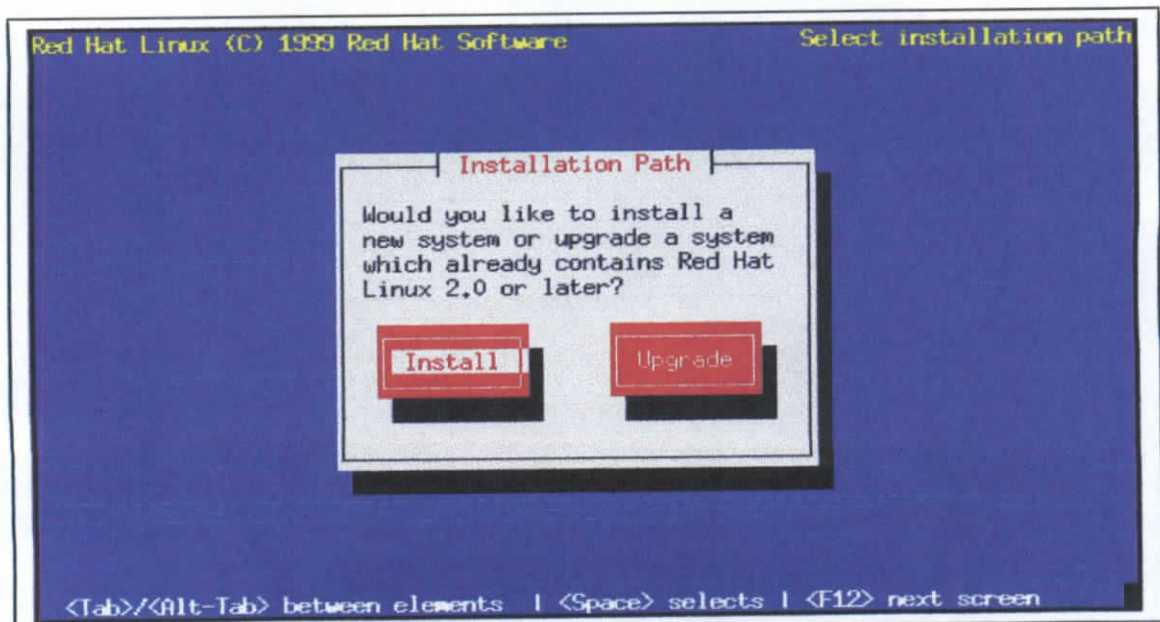 Red Hat Linux (C) 1999 Red Hat Software
Select installation path
Installation Path
Would you like to install a
new system or upgrade a system
which already contains Red Hat
Linux 2.0 or later?
Install
Upgrade
<Tab>/<Alt-Tab> between elements | <Space> selects | <F12> next screen